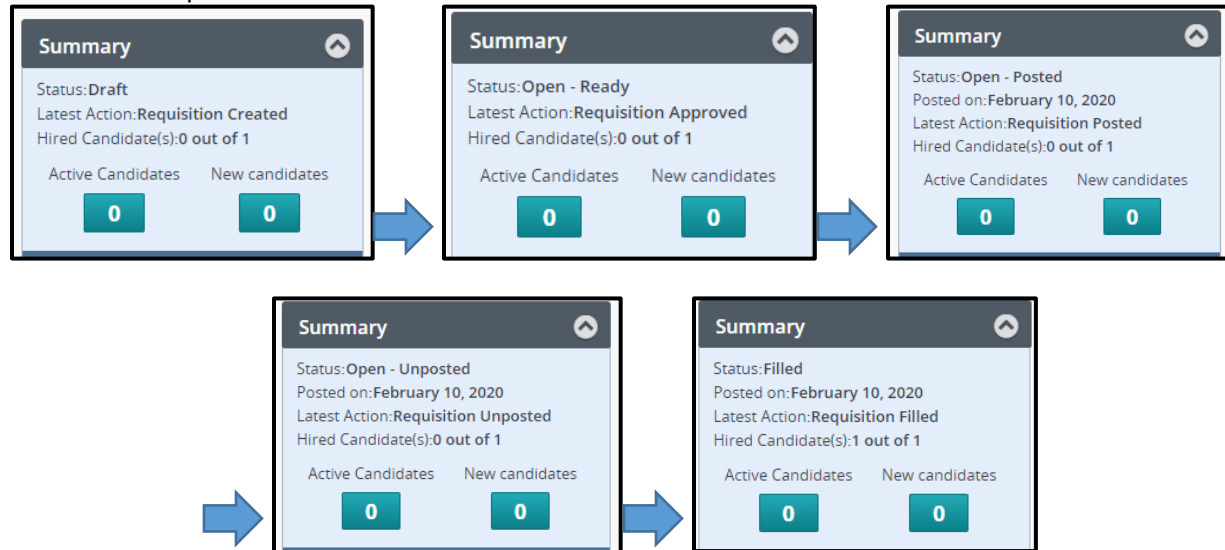 Summary
Status:Draft
Latest Action:Requisition Created
Hired Candidate(s):0 out of 1
Active Candidates New candidates
0 0
Summary
Status:Open - Ready
Latest Action:Requisition Approved
Hired Candidate(s):0 out of 1
Active Candidates New candidates
0 0
Summary
Status:Open - Posted
Posted on:February 10, 2020
Latest Action:Requisition Posted
Hired Candidate(s):0 out of 1
Active Candidates New candidates
0 0
Summary
Status:Open - Unposted
Posted on:February 10, 2020
Latest Action:Requisition Unposted
Hired Candidate(s):0 out of 1
Active Candidates New candidates
0 0
Summary
Status:Filled
Posted on:February 10, 2020
Latest Action:Requisition Filled
Hired Candidate(s):1 out of 1
Active Candidates New candidates
0 0